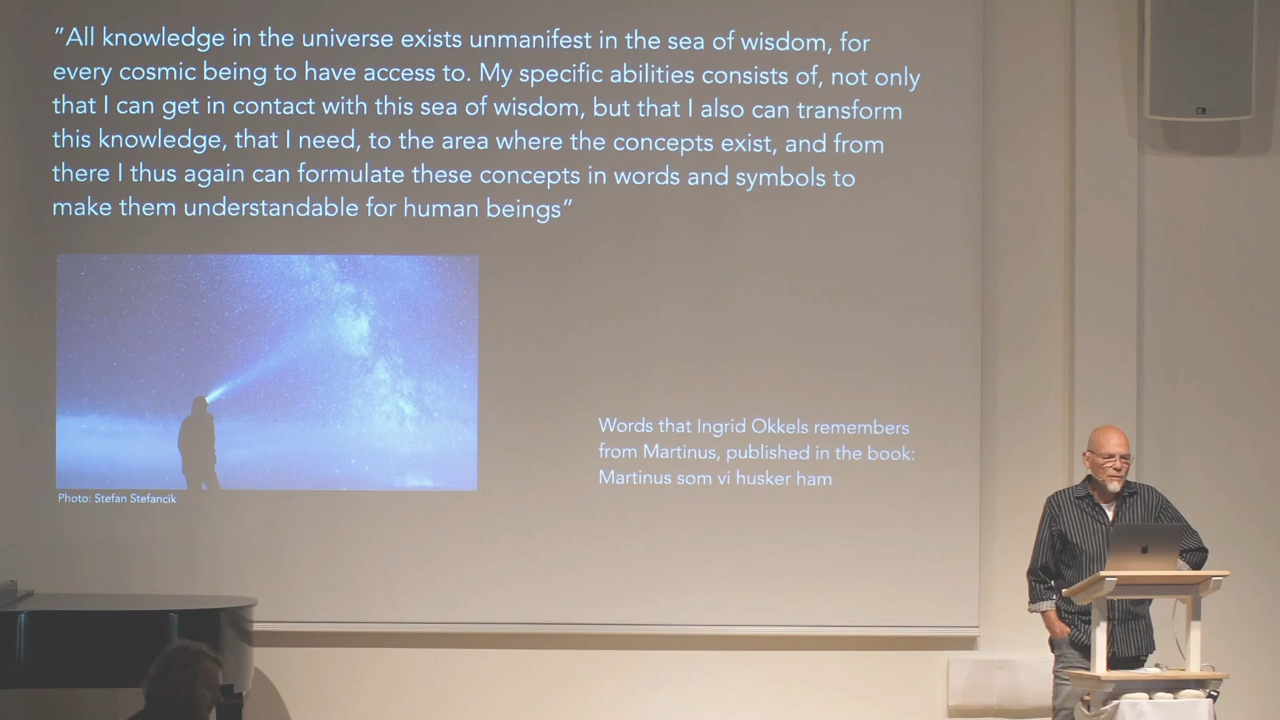 ”All knowledge in the universe exists unmanifest in the sea of wisdom, for
every cosmic being to have access to. My specific abilities consists of, not only
that I can get in contact with this sea of wisdom, but that I also can transform
this knowledge, that I need, to the area where the concepts exist, and from
there I thus again can formulate these concepts in words and symbols to
make them understandable for human beings”
Photo: Stefan Stefancik
Words that Ingrid Okkels remembers
from Martinus, published in the book:
Martinus som vi husker ham